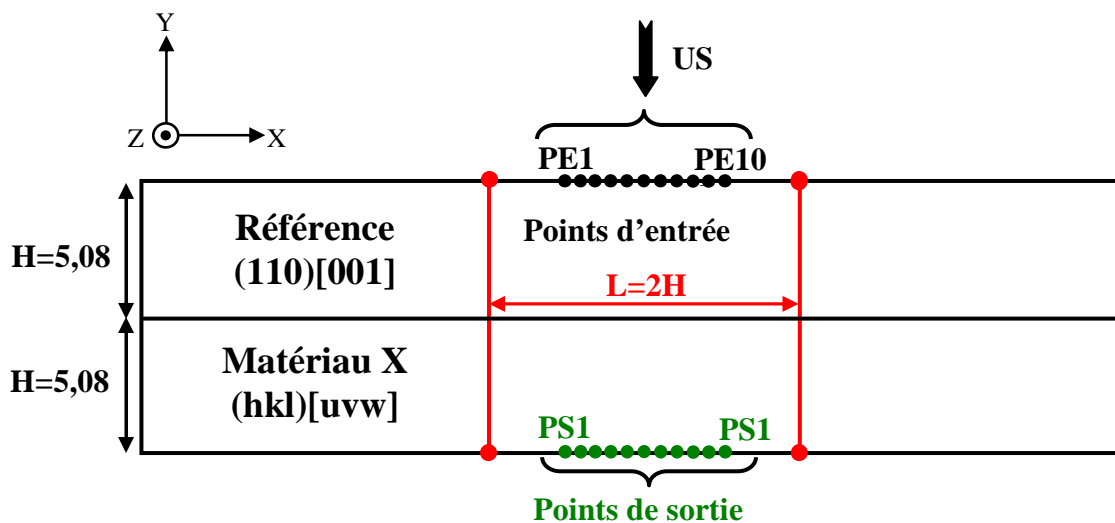 Y
US
Z
X
PE1 PE10
Référence
(110)[001]
Points d'entrée
H=5,08
L=2H
Matériau X
(hkl)[uvw]
H=5,08
PS1 PS1
Points de sortie